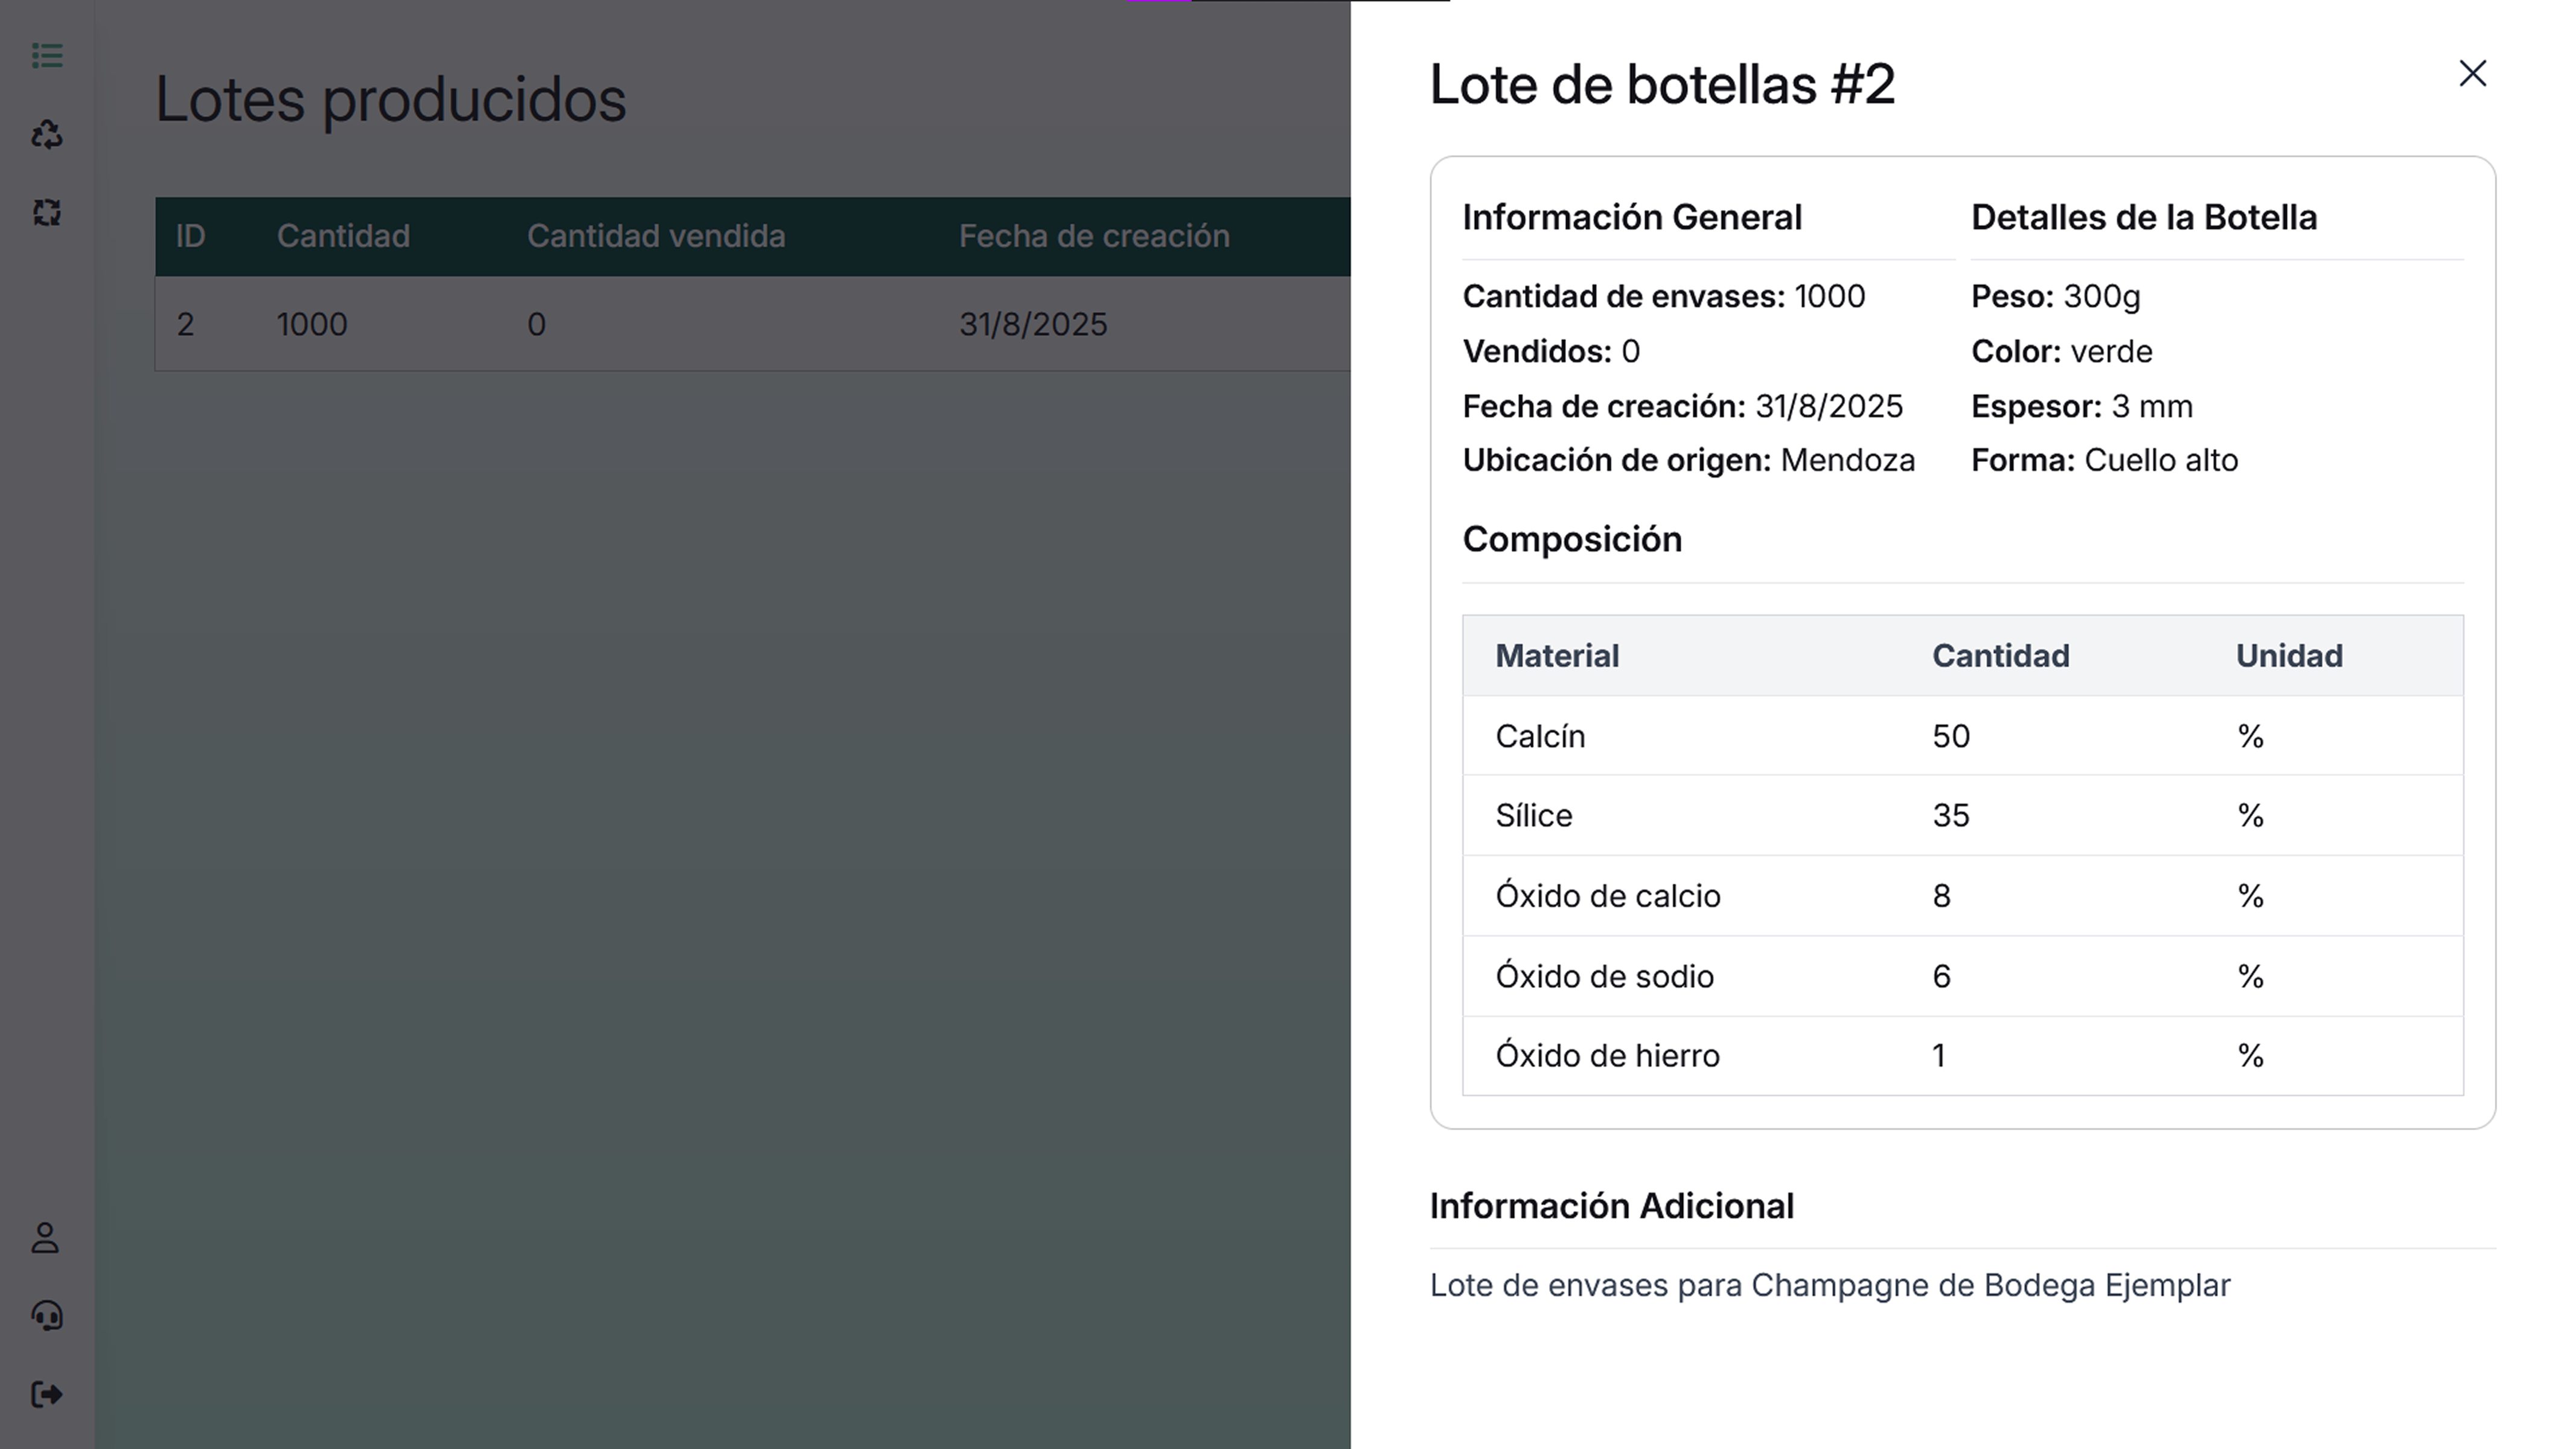 Lotes producidos
ID Cantidad Cantidad vendida Fecha de creación
2 1000 0 31/8/2025
Lote de botellas #2
Información General
Cantidad de envases: 1000
Vendidos: 0
Fecha de creación: 31/8/2025
Ubicación de origen: Mendoza
Detalles de la Botella
Peso: 300g
Color: verde
Espesor: 3 mm
Forma: Cuello alto
Composición
Material Cantidad Unidad
Calcín 50 %
Sílice 35 %
Óxido de calcio 8 %
Óxido de sodio 6 %
Óxido de hierro 1 %
Información Adicional
Lote de envases para Champagne de Bodega Ejemplar